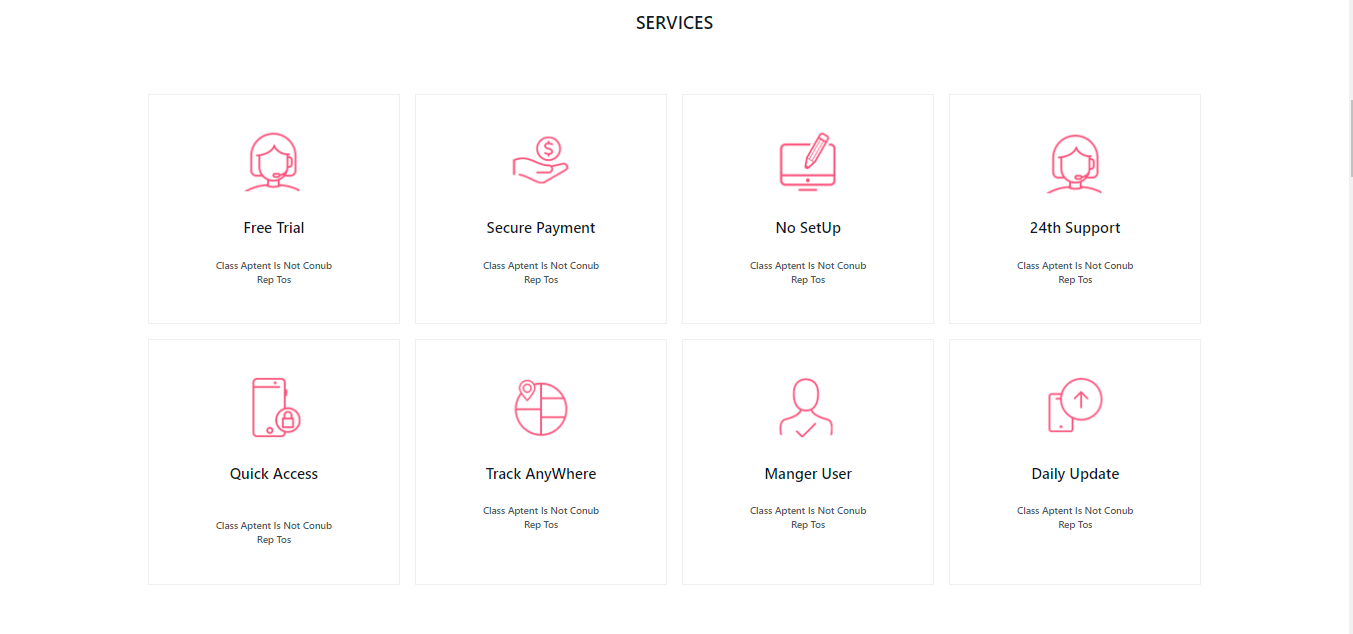 SERVICES
Free Trial
Class Aptent Is Not Conub
Rep Tos
Secure Payment
Class Aptent Is Not Conub
Rep Tos
No SetUp
Class Aptent Is Not Conub
Rep Tos
24th Support
Class Aptent Is Not Conub
Rep Tos
Quick Access
Class Aptent Is Not Conub
Rep Tos
Track AnyWhere
Class Aptent Is Not Conub
Rep Tos
Manger User
Class Aptent Is Not Conub
Rep Tos
Daily Update
Class Aptent Is Not Conub
Rep Tos